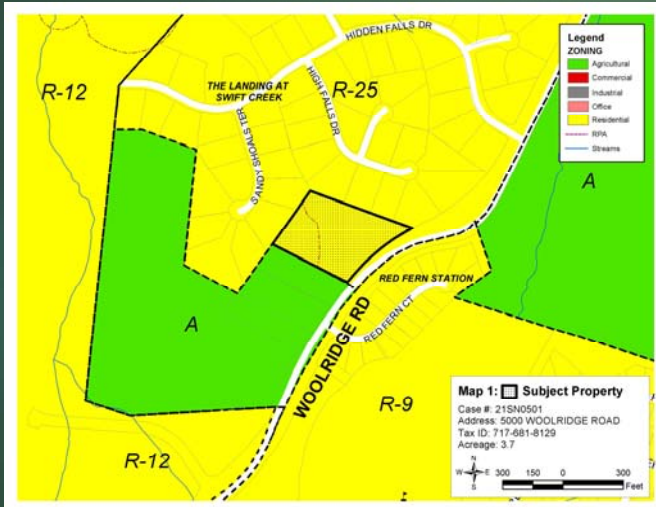 HIDDEN FALLS DR
R-12
THE LANDING AT
SWIFT CREEK
R-25
HIGH FALLS DR
SANDY SHOALS TER
Legend
ZONING
Agricultural
Commercial
Industrial
Office
Residential
RPA
Streams
A
RED FERN STATION
RED FERN CT
A
WOOLRIDGE RD
R-9
R-12
Map 1: Subject Property
Case #: 21SN0501
Address: 5000 WOOLRIDGE ROAD
Tax ID: 717-681-8129
Acreage: 3.7
N
W E
S
300 150 0 300
Feet